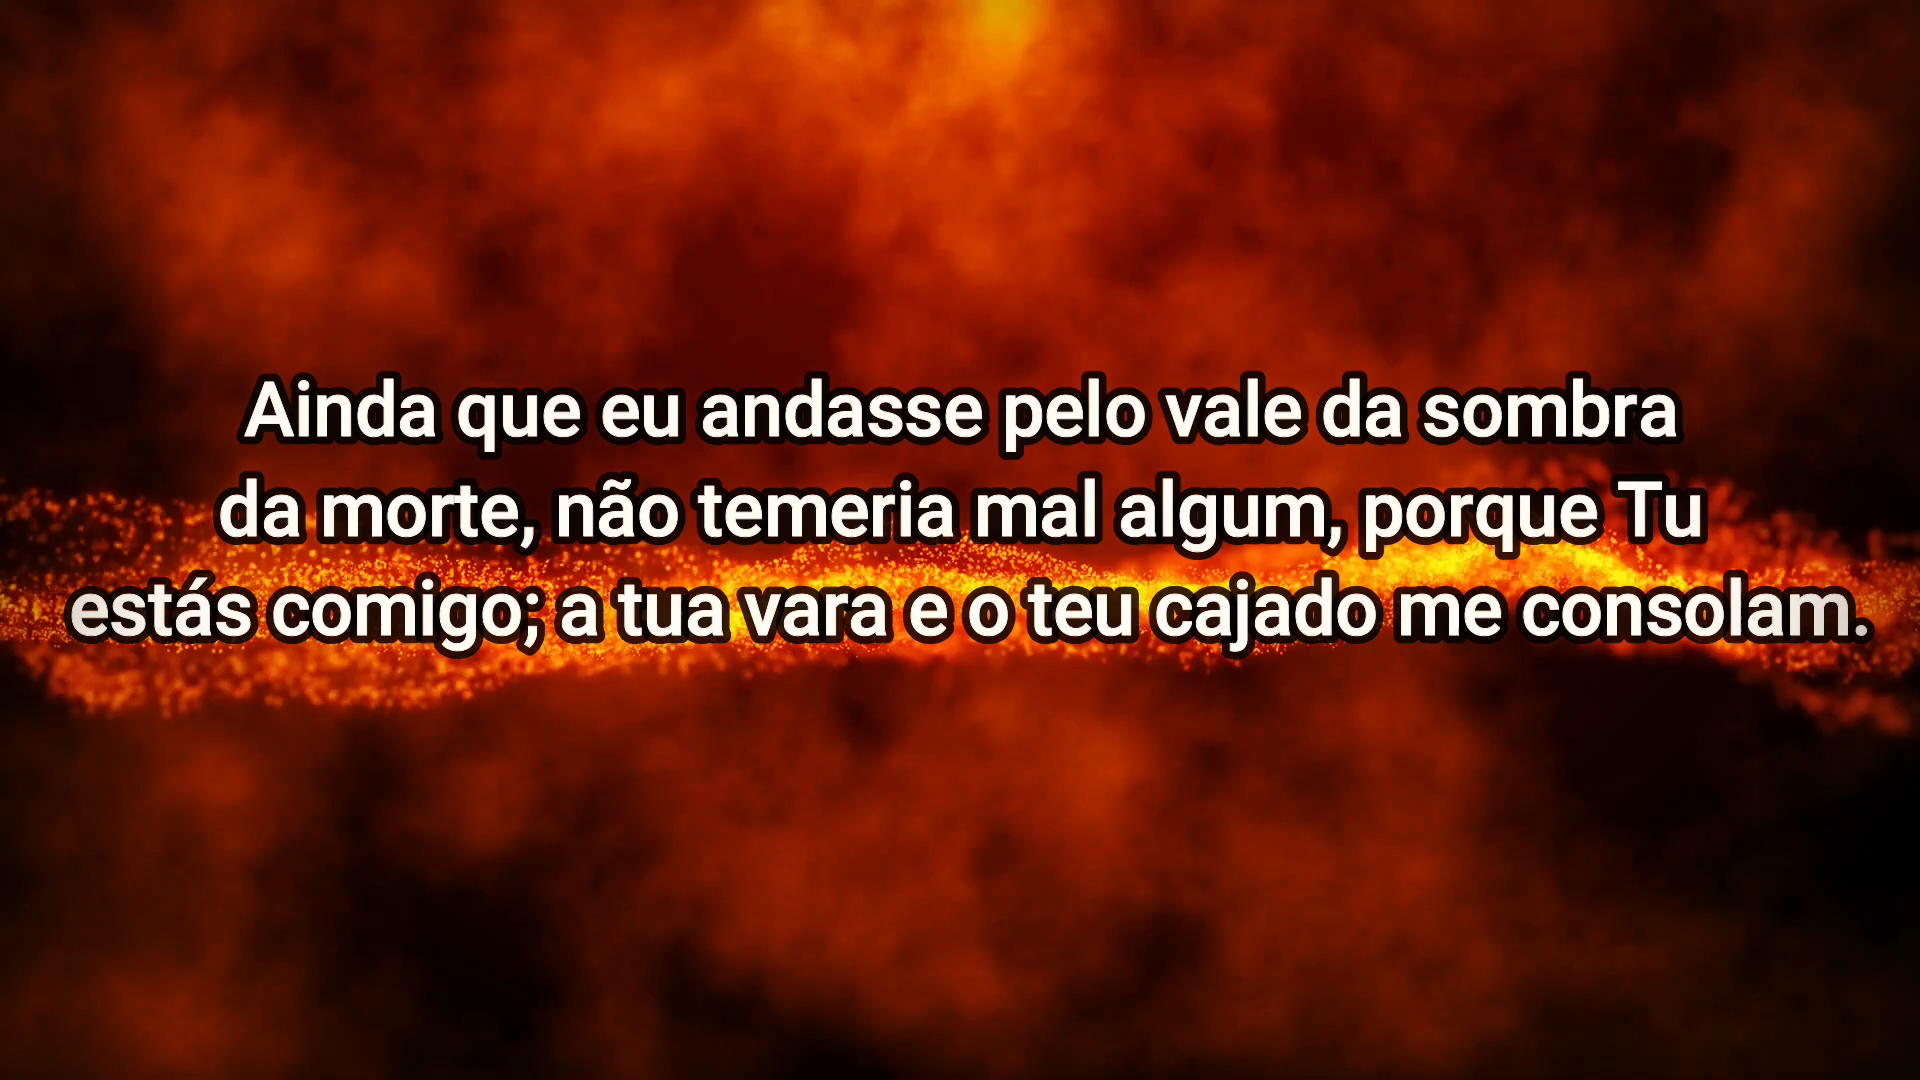 Ainda que eu andasse pelo vale da sombra
da morte, não temeria mal algum, porque Tu
estás comigo; a tua vara e o teu cajado me consolam.